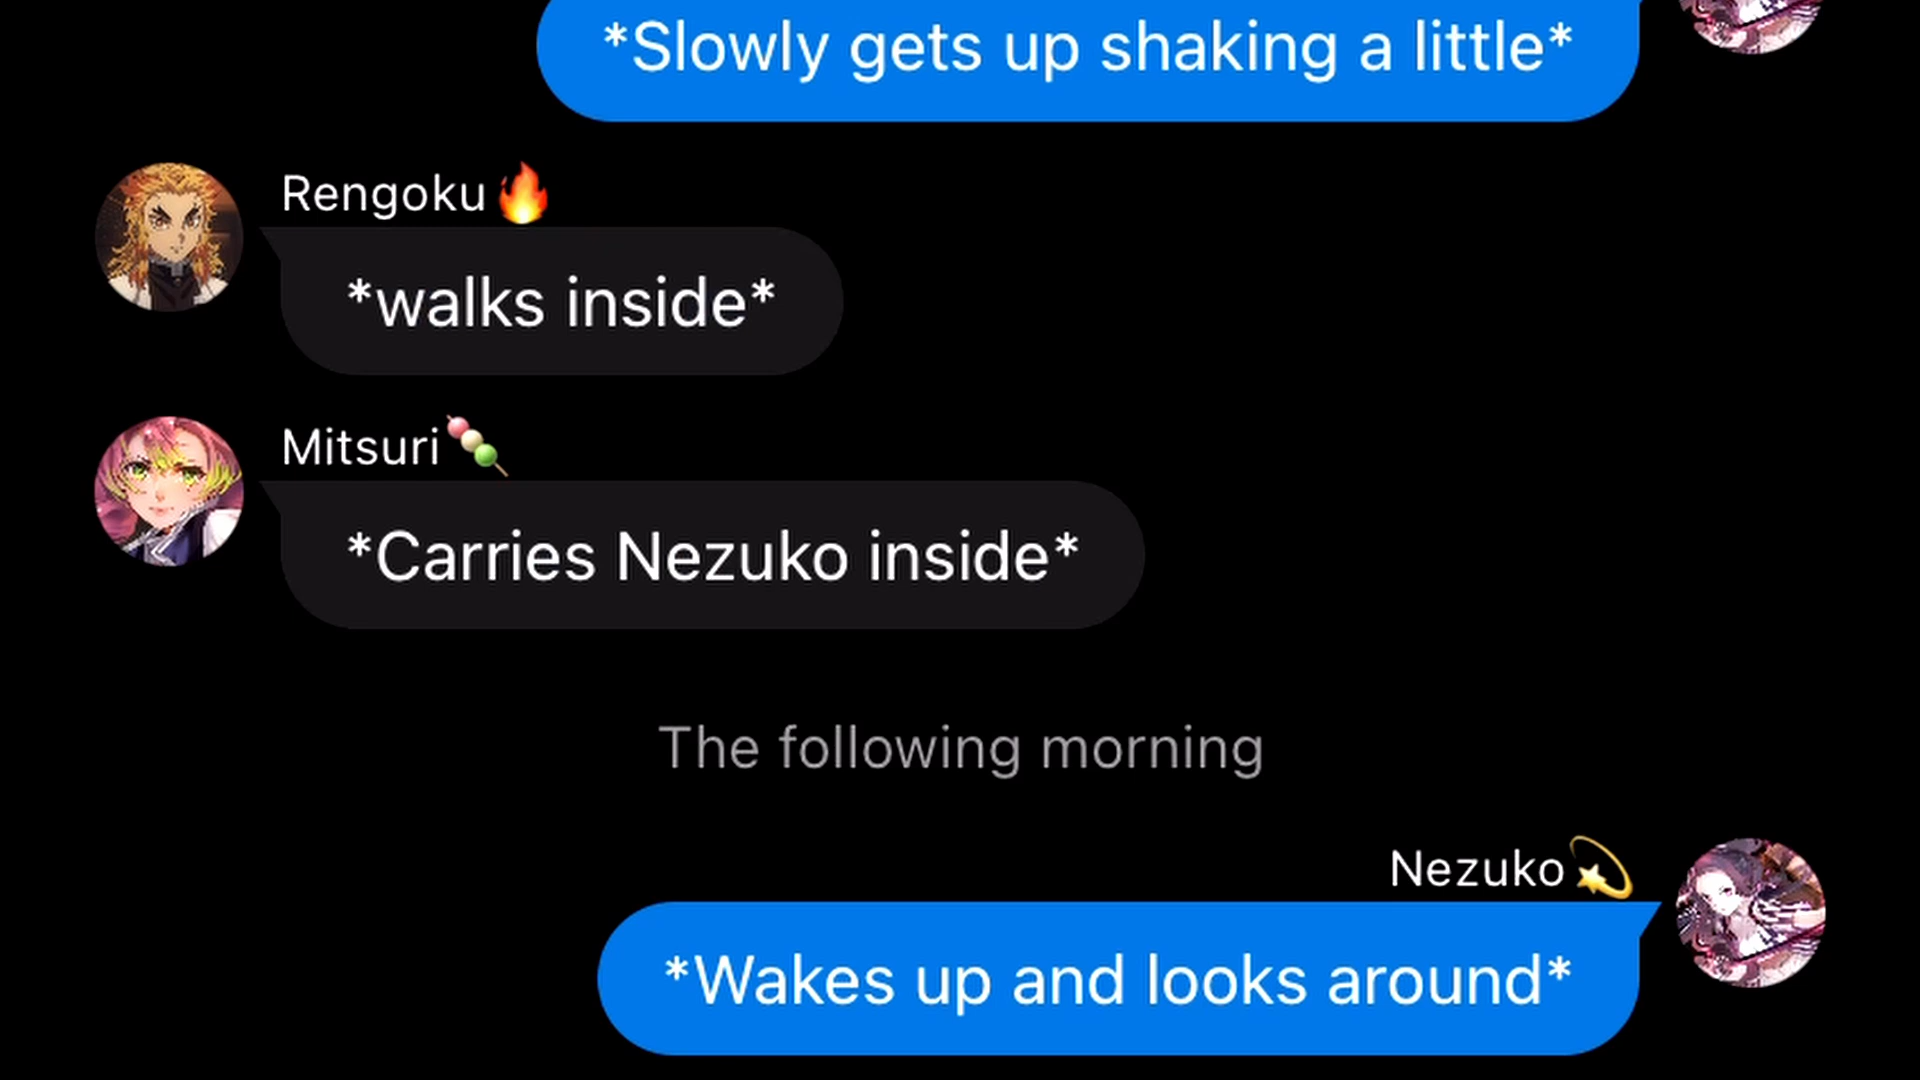 *Slowly gets up shaking a little*
Rengoku🔥
*walks inside*
Mitsuri🍡
*Carries Nezuko inside*
The following morning
Nezuko💫
*Wakes up and looks around*